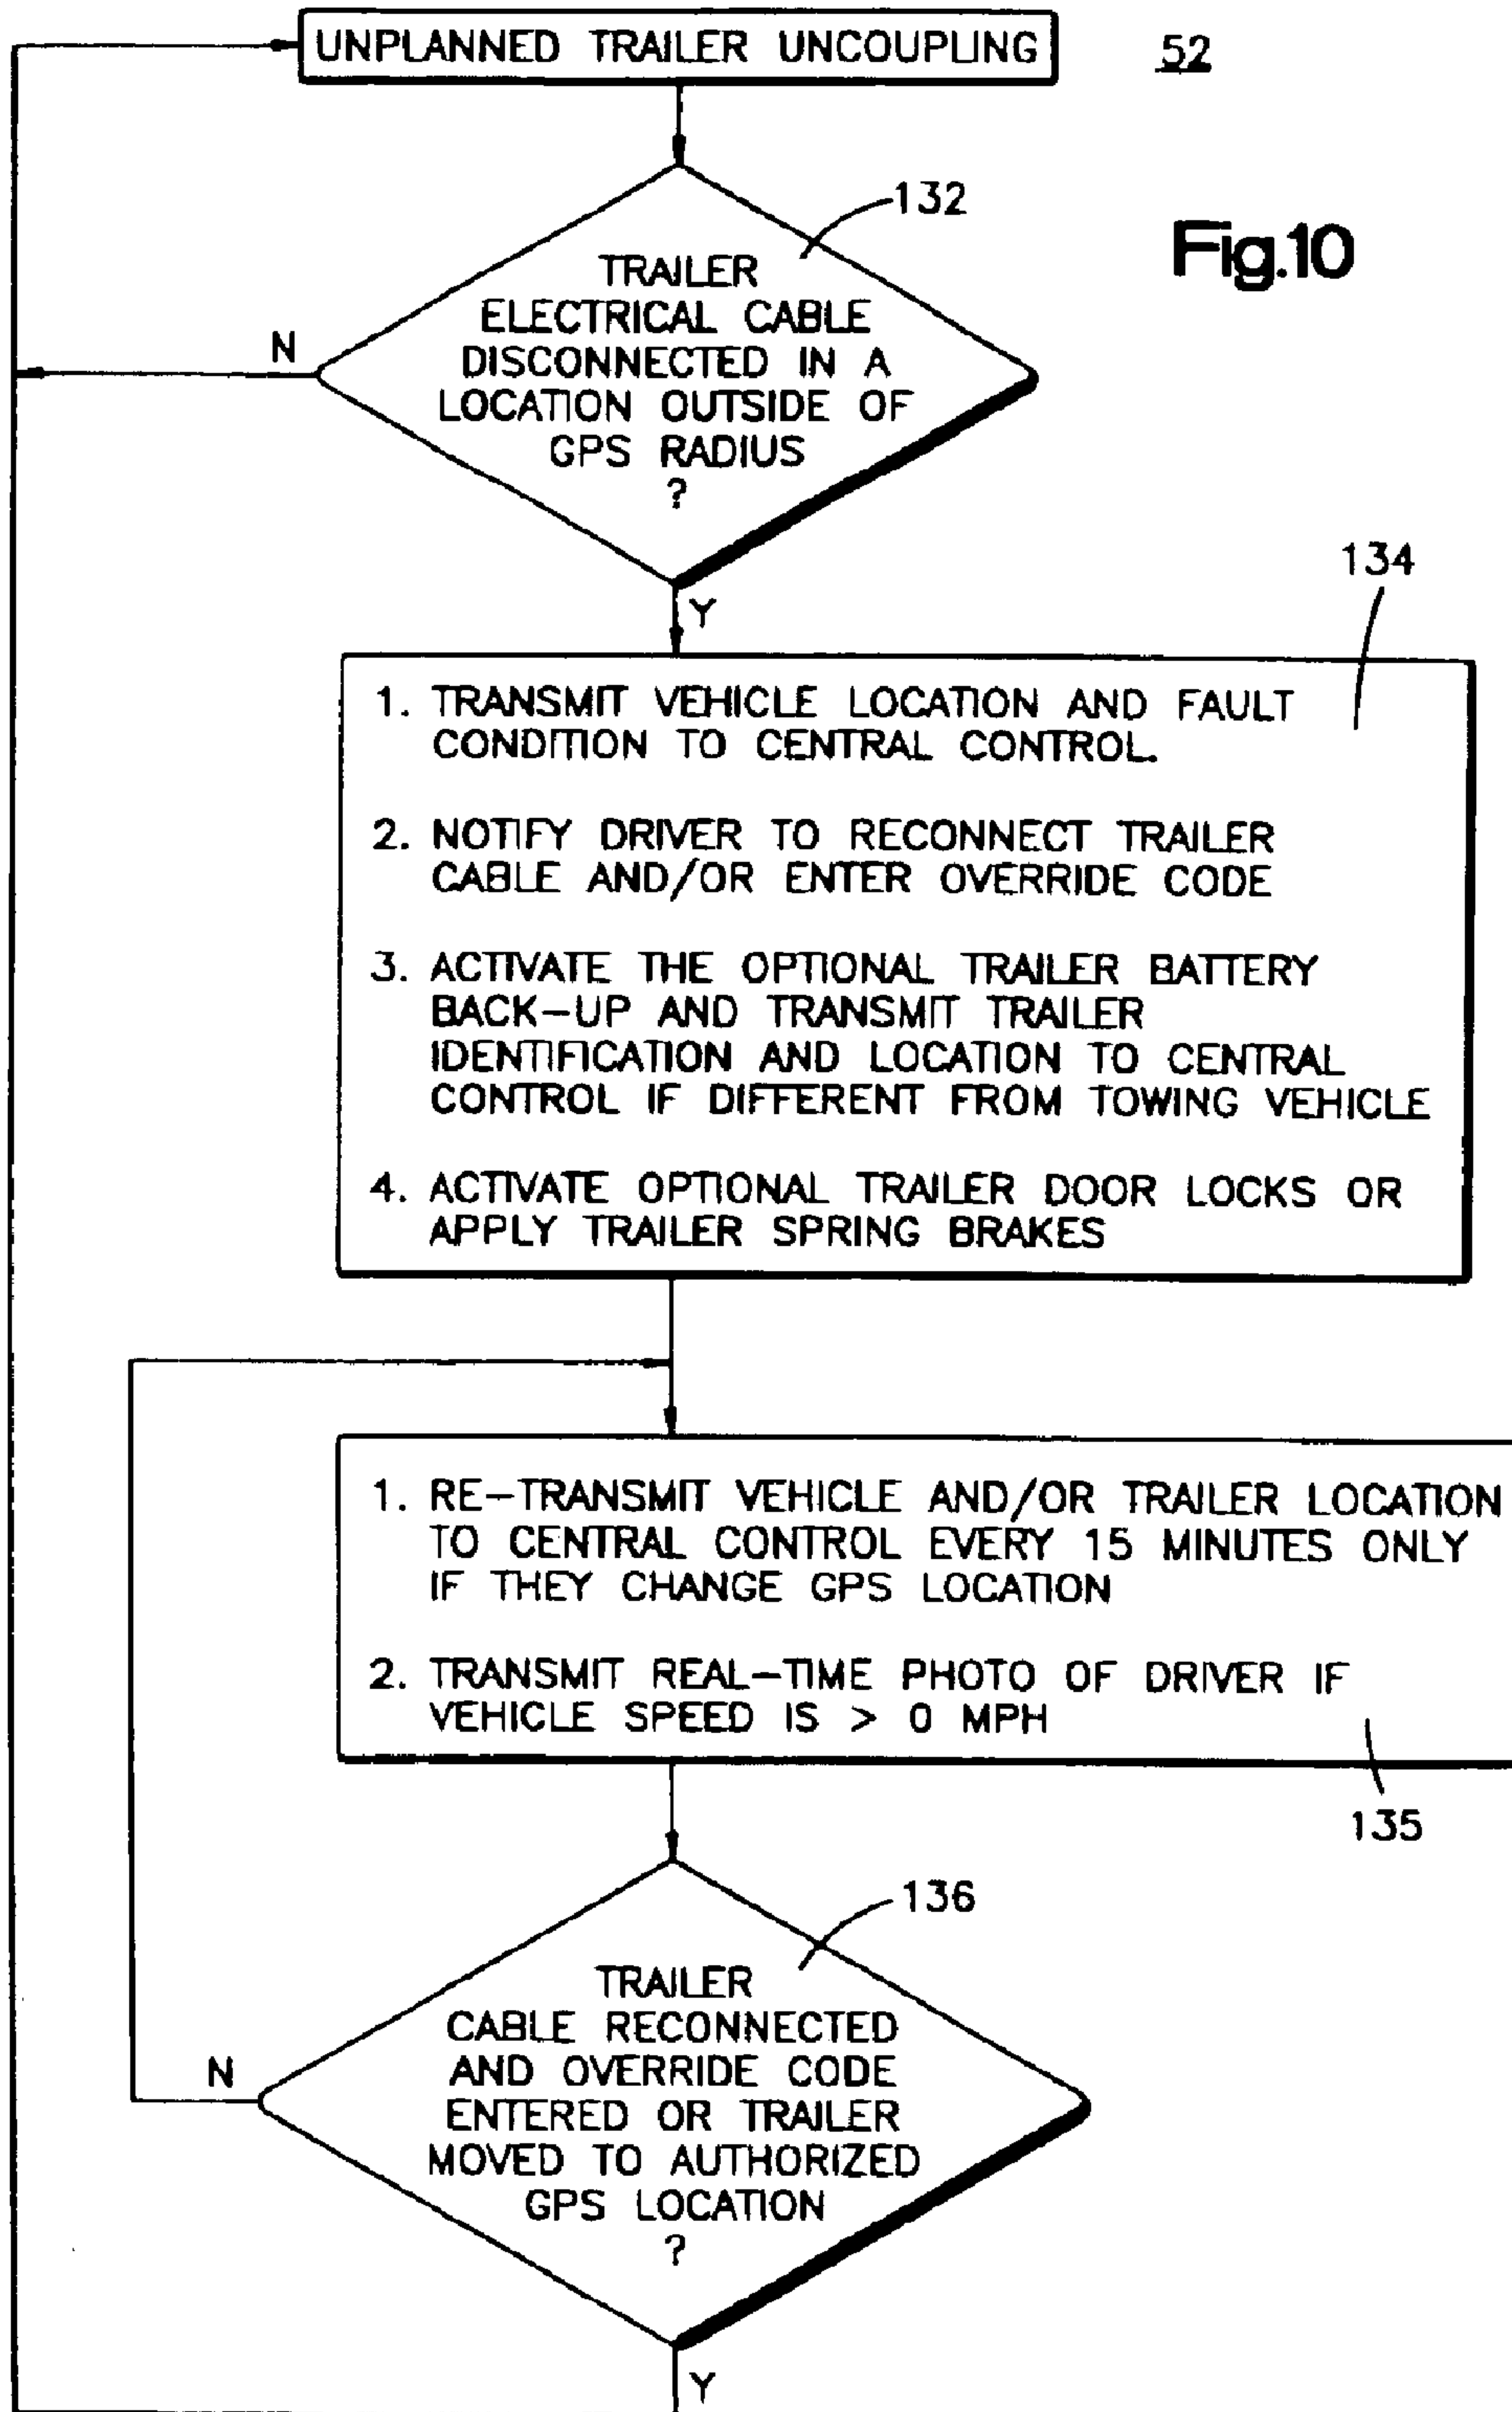 UNPLANNED TRAILER UNCOUPLING
52
Fig.10
132
TRAILER
ELECTRICAL CABLE
DISCONNECTED IN A
LOCATION OUTSIDE OF
GPS RADIUS
?
N
Y
134
1. TRANSMIT VEHICLE LOCATION AND FAULT
CONDITION TO CENTRAL CONTROL.
2. NOTIFY DRIVER TO RECONNECT TRAILER
CABLE AND/OR ENTER OVERRIDE CODE
3. ACTIVATE THE OPTIONAL TRAILER BATTERY
BACK-UP AND TRANSMIT TRAILER
IDENTIFICATION AND LOCATION TO CENTRAL
CONTROL IF DIFFERENT FROM TOWING VEHICLE
4. ACTIVATE OPTIONAL TRAILER DOOR LOCKS OR
APPLY TRAILER SPRING BRAKES
1. RE-TRANSMIT VEHICLE AND/OR TRAILER LOCATION
TO CENTRAL CONTROL EVERY 15 MINUTES ONLY
IF THEY CHANGE GPS LOCATION
2. TRANSMIT REAL-TIME PHOTO OF DRIVER IF
VEHICLE SPEED IS > 0 MPH
135
136
TRAILER
CABLE RECONNECTED
AND OVERRIDE CODE
ENTERED OR TRAILER
MOVED TO AUTHORIZED
GPS LOCATION
?
N
Y